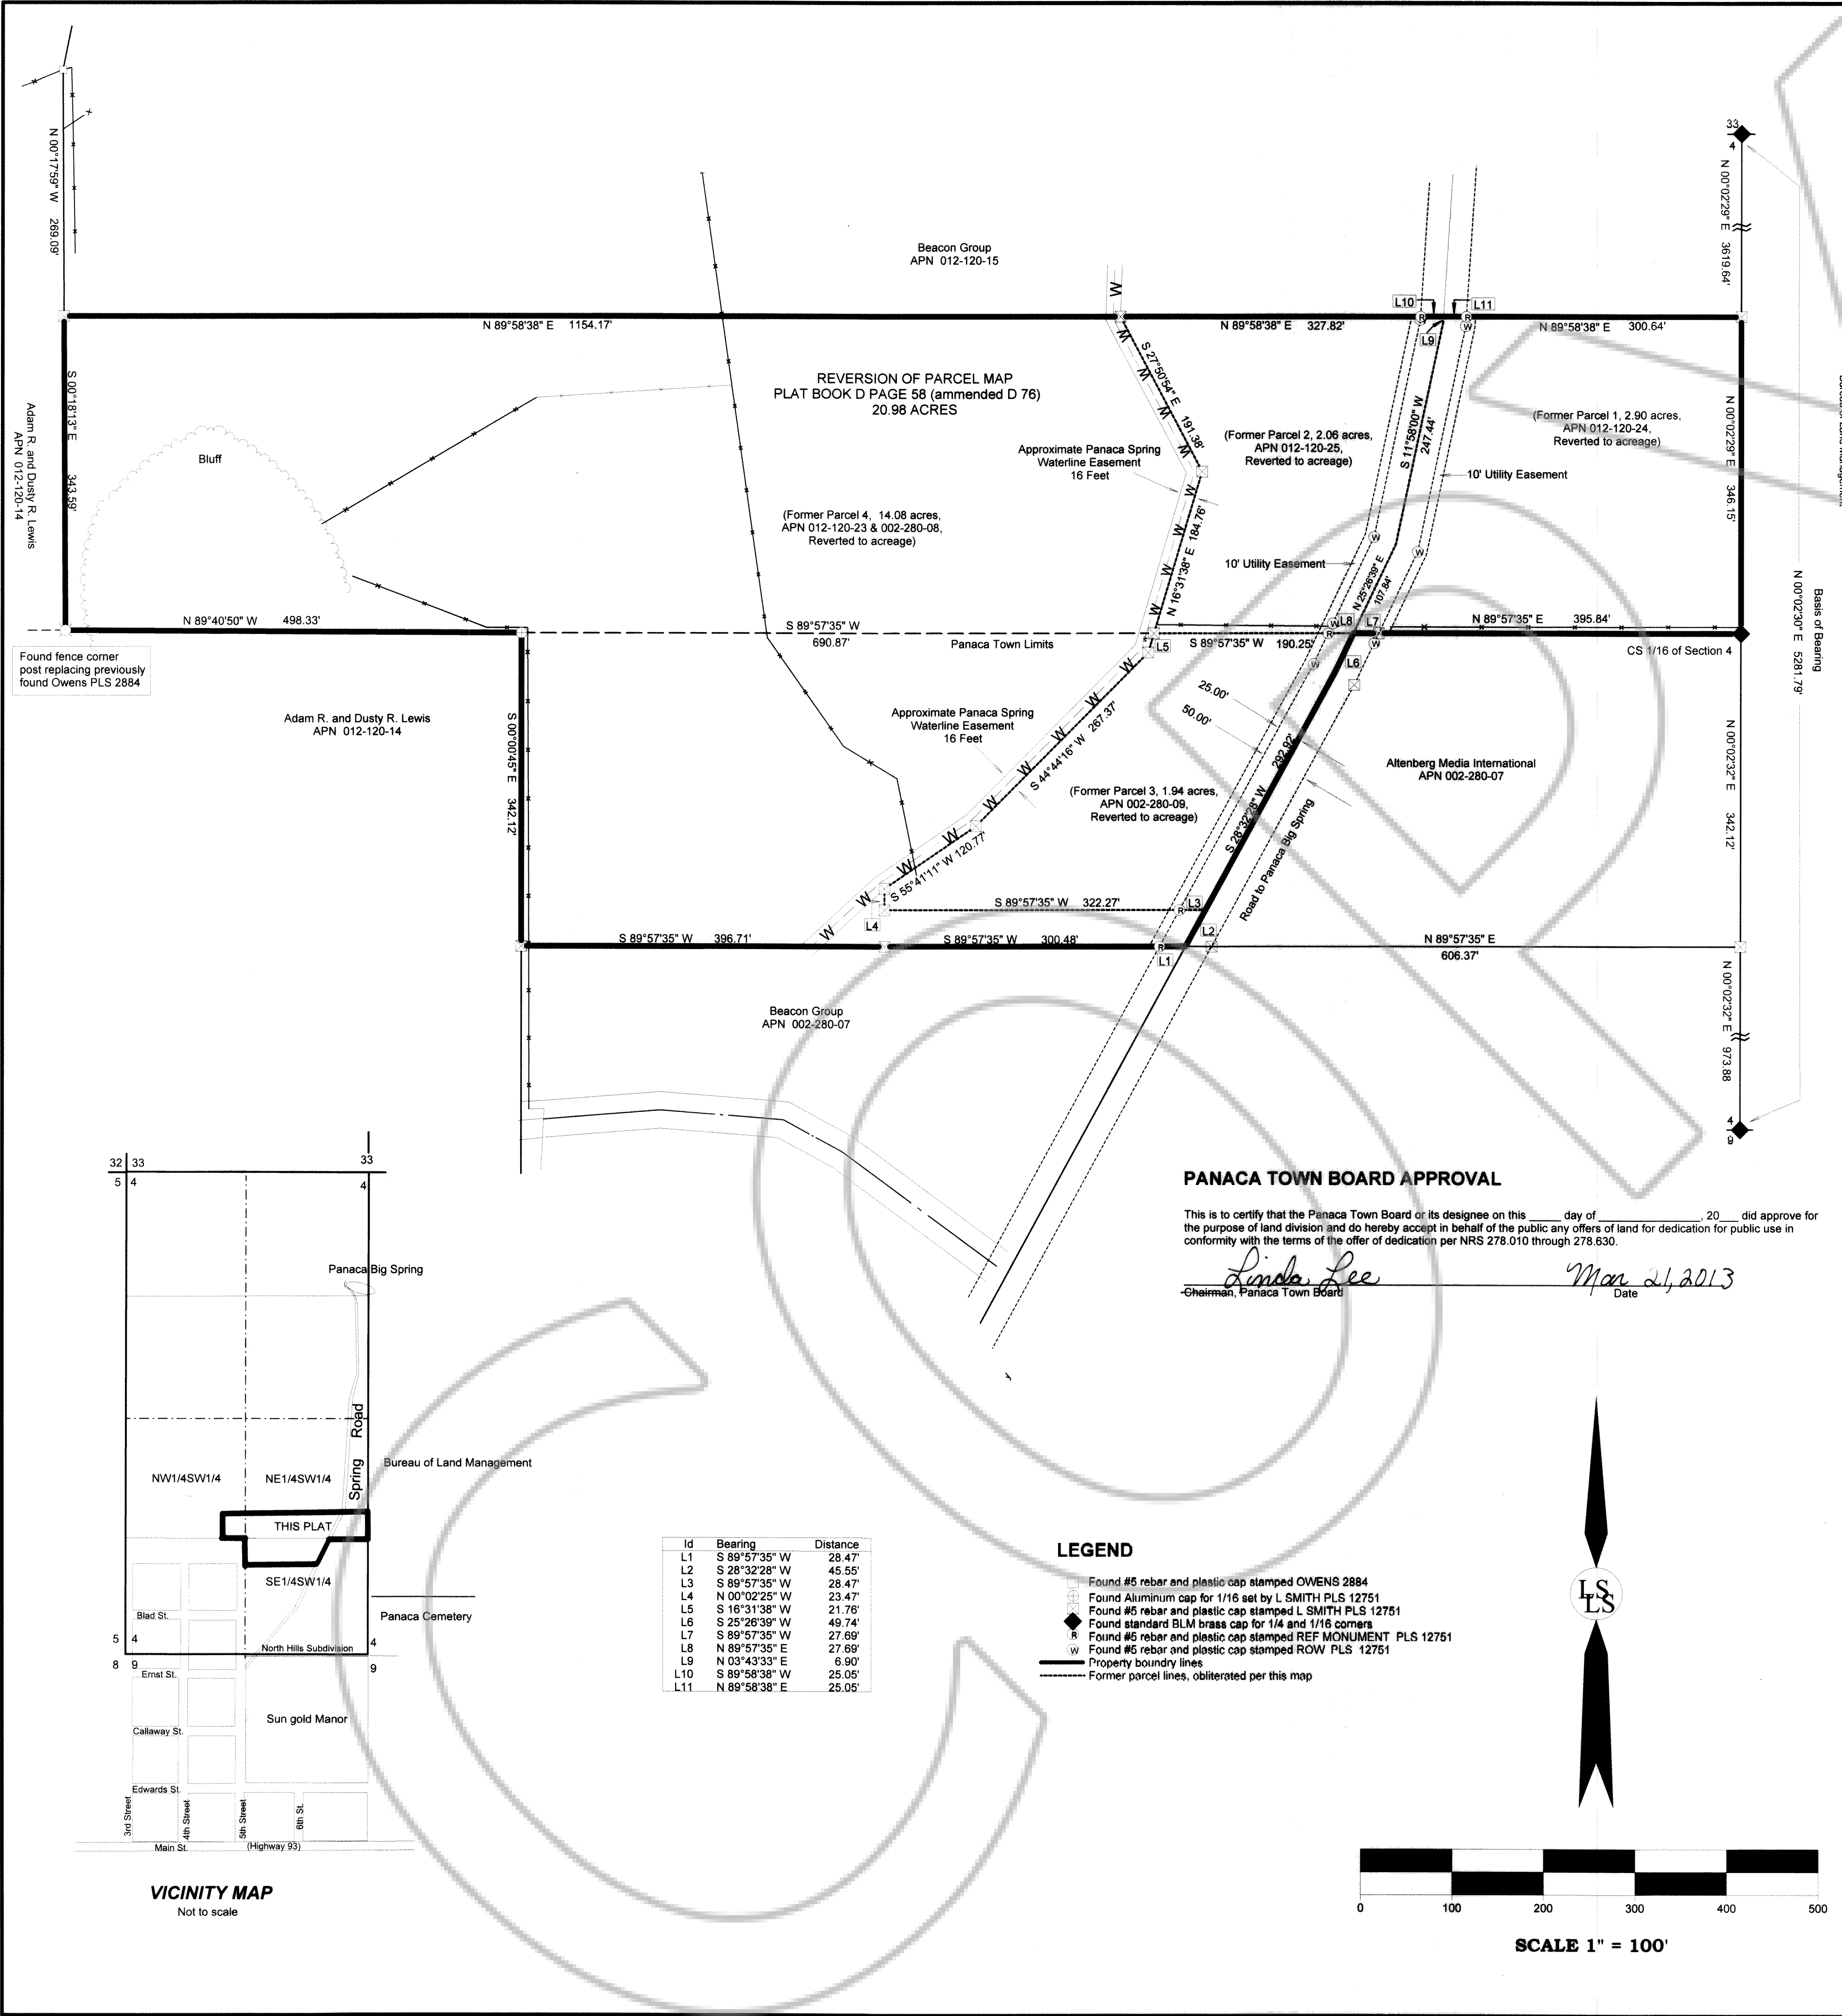 33
4
N 00°17'59" W 269.09'
N 00°02'29" E 3619.64'
Beacon Group
APN 012-120-15
W
L10
L11
N 89°58'38" E 1154.17'
N 89°58'38" E 327.82'
N 89°58'38" E 300.64'
L9
REVERSION OF PARCEL MAP
PLAT BOOK D PAGE 58 (ammended D 76)
20.98 ACRES
S 00°18'13" E 343.59'
Adam R. and Dusty R. Lewis
APN 012-120-14
Bluff
S 27°50'54" E 191.38'
Approximate Panaca Spring
Waterline Easement
16 Feet
(Former Parcel 2, 2.06 acres,
APN 012-120-25,
Reverted to acreage)
S 11°58'00" W
247.44'
(Former Parcel 1, 2.90 acres,
APN 012-120-24,
Reverted to acreage)
N 00°02'29" E 346.15'
10' Utility Easement
(Former Parcel 4, 14.08 acres,
APN 012-120-23 & 002-280-08,
Reverted to acreage)
N 16°31'38" E 184.76'
10' Utility Easement
N 25°26'39" E
107.84'
Basis of Bearing
N 00°02'30" E 5281.79'
N 89°40'50" W 498.33'
S 89°57'35" W
690.87'
Panaca Town Limits
L5
S 89°57'35" W 190.25'
L8
L7
N 89°57'35" E 395.84'
CS 1/16 of Section 4
L6
Found fence corner
post replacing previously
found Owens PLS 2884
25.00'
50.00'
Adam R. and Dusty R. Lewis
APN 012-120-14
S 00°00'45" E 342.12'
Approximate Panaca Spring
Waterline Easement
16 Feet
S 44°44'16" W 267.37'
(Former Parcel 3, 1.94 acres,
APN 002-280-09,
Reverted to acreage)
S 28°32'28" W 292.92'
Road to Panaca Big Spring
Altenberg Media International
APN 002-280-07
N 00°02'32" E 342.12'
S 55°41'11" W 120.77'
S 89°57'35" W 322.27'
L3
L4
L2
S 89°57'35" W 396.71'
S 89°57'35" W 300.48'
L1
N 89°57'35" E
606.37'
N 00°02'32" E 973.88
Beacon Group
APN 002-280-07
4
9
PANACA TOWN BOARD APPROVAL
This is to certify that the Panaca Town Board or its designee on this _____ day of ________________, 20___ did approve for
the purpose of land division and do hereby accept in behalf of the public any offers of land for dedication for public use in
conformity with the terms of the offer of dedication per NRS 278.010 through 278.630.
Linda Lee Mar 21, 2013
Chairman, Panaca Town Board Date
32 33 33
5 4 4
Panaca Big Spring
Spring Road
Bureau of Land Management
NW1/4SW1/4 NE1/4SW1/4
THIS PLAT
SE1/4SW1/4
Blad St.
Panaca Cemetery
5 4 4
North Hills Subdivision
8 9 9
Ernst St.
Sun gold Manor
Callaway St.
Edwards St.
3rd Street
4th Street
5th Street
6th St.
Main St. (Highway 93)
VICINITY MAP
Not to scale
Id Bearing Distance
L1 S 89°57'35" W 28.47'
L2 S 28°32'28" W 45.55'
L3 S 89°57'35" W 28.47'
L4 N 00°02'25" W 23.47'
L5 S 16°31'38" W 21.76'
L6 S 25°26'39" W 49.74'
L7 S 89°57'35" W 27.69'
L8 N 89°57'35" E 27.69'
L9 N 03°43'33" E 6.90'
L10 S 89°58'38" W 25.05'
L11 N 89°58'38" E 25.05'
LEGEND
Found #5 rebar and plastic cap stamped OWENS 2884
Found Aluminum cap for 1/16 set by L SMITH PLS 12751
Found #5 rebar and plastic cap stamped L SMITH PLS 12751
Found standard BLM brass cap for 1/4 and 1/16 corners
R Found #5 rebar and plastic cap stamped REF MONUMENT PLS 12751
W Found #5 rebar and plastic cap stamped ROW PLS 12751
Property boundry lines
Former parcel lines, obliterated per this map
LS
LS
0 100 200 300 400 500
SCALE 1" = 100'